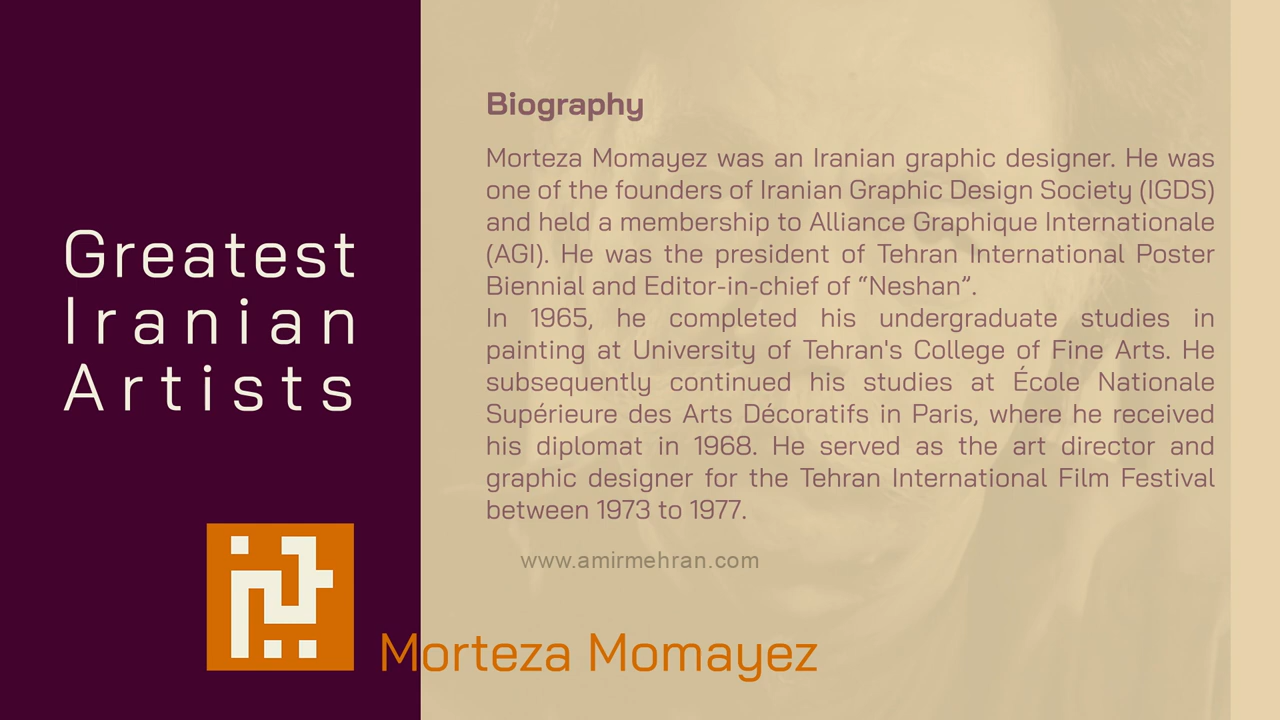 Greatest
Iranian
Artists
Biography
Morteza Momayez was an Iranian graphic designer. He was
one of the founders of Iranian Graphic Design Society (IGDS)
and held a membership to Alliance Graphique Internationale
(AGI). He was the president of Tehran International Poster
Biennial and Editor-in-chief of “Neshan”.
In 1965, he completed his undergraduate studies in
painting at University of Tehran's College of Fine Arts. He
subsequently continued his studies at École Nationale
Supérieure des Arts Décoratifs in Paris, where he received
his diplomat in 1968. He served as the art director and
graphic designer for the Tehran International Film Festival
between 1973 to 1977.
www.amirmehran.com
Morteza Momayez